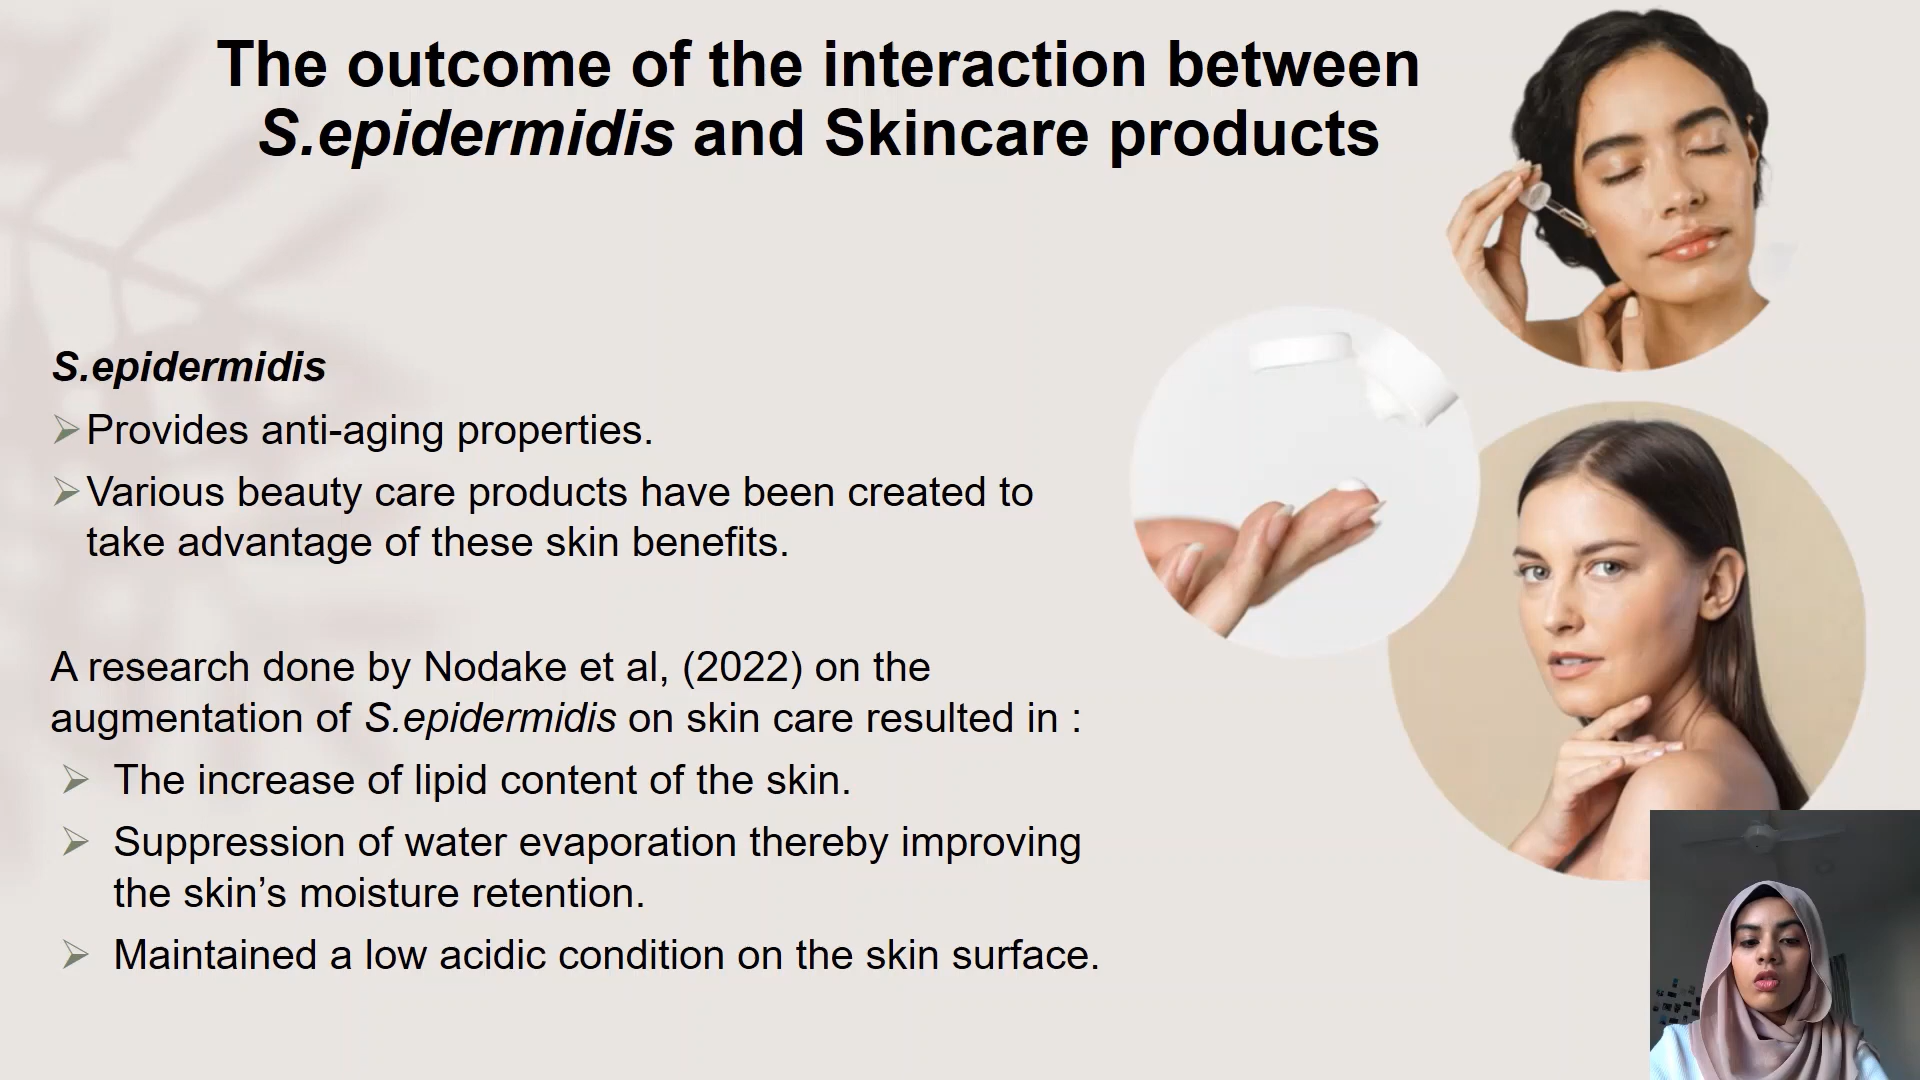 The outcome of the interaction between
S.epidermidis and Skincare products
S.epidermidis
Provides anti-aging properties.
Various beauty care products have been created to
take advantage of these skin benefits.
A research done by Nodake et al, (2022) on the
augmentation of S.epidermidis on skin care resulted in :
The increase of lipid content of the skin.
Suppression of water evaporation thereby improving
the skin’s moisture retention.
Maintained a low acidic condition on the skin surface.